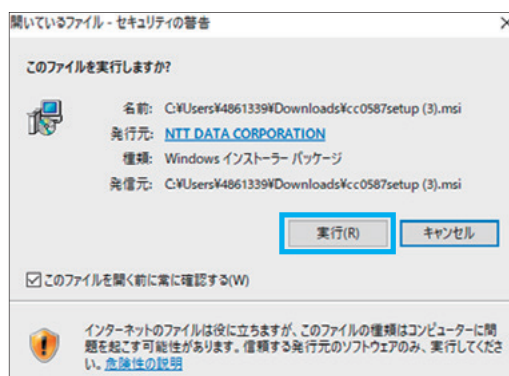 開いているファイル - セキュリティの警告
このファイルを実行しますか?
名前: C:¥Users¥4861339¥Downloads¥cc0587setup (3).msi
発行元: NTT DATA CORPORATION
種類: Windows インストーラー パッケージ
発信元: C:¥Users¥4861339¥Downloads¥cc0587setup (3).msi
実行(R) キャンセル
このファイルを開く前に常に確認する(W)
インターネットのファイルは役に立ちますが、このファイルの種類はコンピューターに問
題を起こす可能性があります。信頼する発行元のソフトウェアのみ、実行してくださ
い。危険性の説明